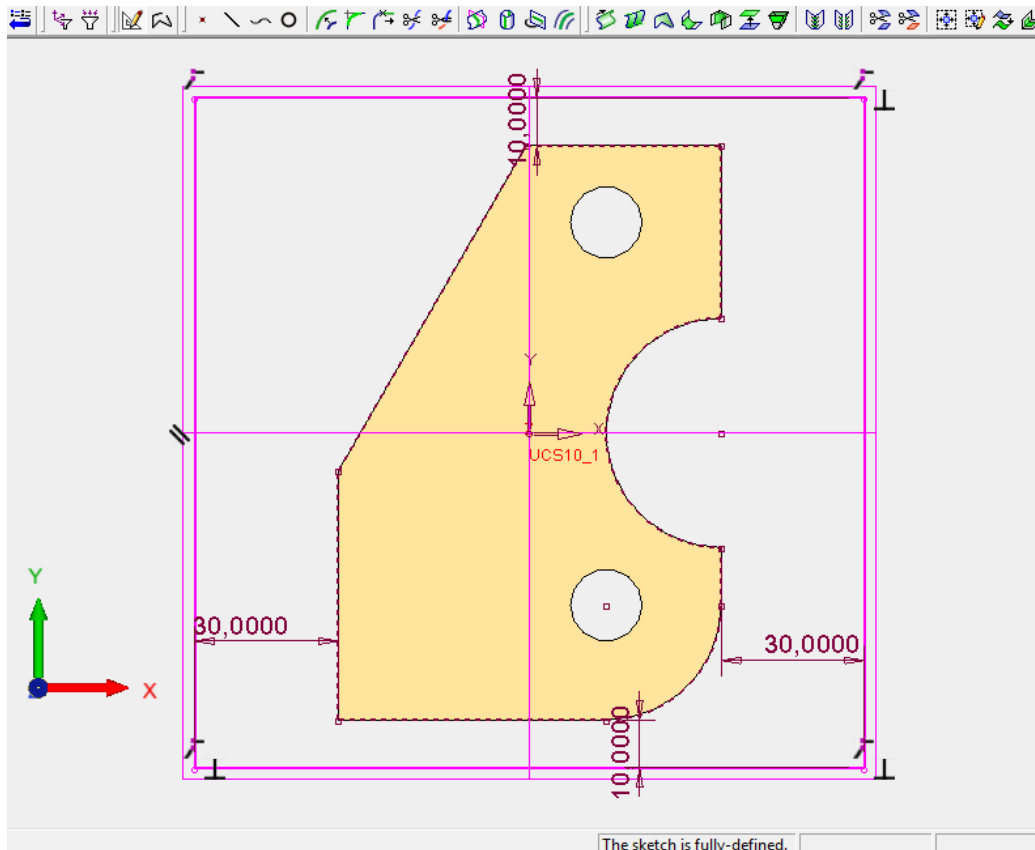 10,0000
Y
X
UCS10_1
Y
30,0000
30,0000
X
10,0000
The sketch is fully-defined.